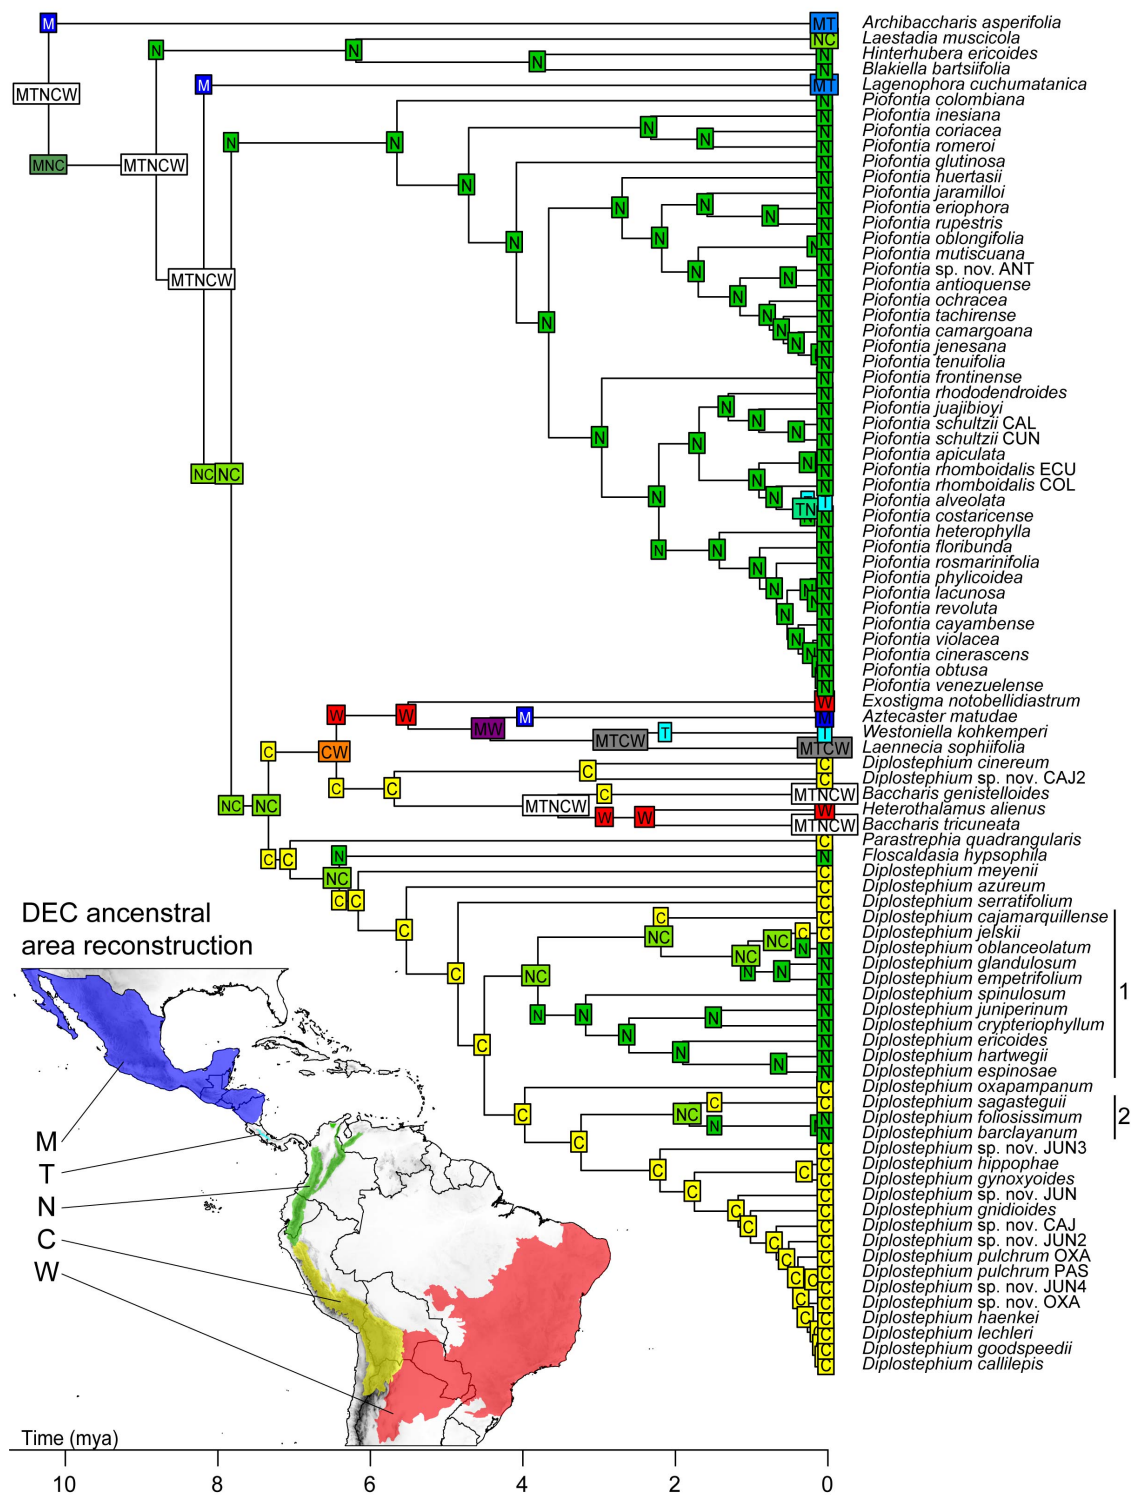 M MT Archibaccharis asperifolia
NC Laestadia muscicola
N N N Hinterhubera ericoides
N N Blakiella bartsiifolia
M MT Lagenophora cuchumatanica
MTNCW
N Piofontia colombiana
N Piofontia inesiana
N N Piofontia coriacea
N N N N Piofontia romeroi
MNC MTNCW N Piofontia glutinosa
N Piofontia huertasii
N N Piofontia jaramilloi
N N N Piofontia eriophora
N N Piofontia rupestris
N N N Piofontia oblongifolia
N N Piofontia mutiscuana
N N Piofontia sp. nov. ANT
MTNCW N N Piofontia antioquense
N N Piofontia ochracea
N N N Piofontia tachirense
N N Piofontia camargoana
N N Piofontia jenesana
N Piofontia tenuifolia
N Piofontia frontinense
N Piofontia rhododendroides
N N Piofontia juajibioyi
N N Piofontia schultzii CAL
N N N N Piofontia schultzii CUN
N N Piofontia apiculata
NC NC N N Piofontia rhomboidalis ECU
N N N Piofontia rhomboidalis COL
T Piofontia alveolata
TN N Piofontia costaricense
N Piofontia heterophylla
N N N Piofontia floribunda
N N Piofontia rosmarinifolia
N N Piofontia phylicoidea
N N Piofontia lacunosa
N N Piofontia revoluta
N Piofontia cayambense
N N Piofontia violacea
N N Piofontia cinerascens
N Piofontia obtusa
N Piofontia venezuelense
W Exostigma notobellidiastrum
W W M M Aztecaster matudae
MW T T Westoniella kohkemperi
C CW MTCW MTCW Laennecia sophiifolia
C C Diplostephium cinereum
C C C Diplostephium sp. nov. CAJ2
C MTNCW Baccharis genistelloides
NC NC MTNCW W W W Heterothalamus alienus
MTNCW Baccharis tricuneata
C Parastrephia quadrangularis
C C N N Floscaldasia hypsophila
NC C Diplostephium meyenii
C Diplostephium azureum
C C C Diplostephium serratifolium
C C Diplostephium cajamarquillense
C NC NC C C Diplostephium jelskii
N N Diplostephium oblanceolatum
NC N Diplostephium glandulosum
C NC N N N Diplostephium empetrifolium
N Diplostephium spinulosum
N N N N Diplostephium juniperinum
N Diplostephium crypteriophyllum
C N N Diplostephium ericoides
N N Diplostephium hartwegii
N N Diplostephium espinosae
C Diplostephium oxapampanum
C C Diplostephium sagasteguii
C NC N Diplostephium foliosissimum
N N Diplostephium barclayanum
C C Diplostephium sp. nov. JUN3
C C Diplostephium hippophae
C C Diplostephium gynoxyoides
C C Diplostephium sp. nov. JUN
C C Diplostephium gnidioides
C C Diplostephium sp. nov. CAJ
C C Diplostephium sp. nov. JUN2
C C Diplostephium pulchrum OXA
C C C Diplostephium pulchrum PAS
C Diplostephium sp. nov. JUN4
C C Diplostephium sp. nov. OXA
C C Diplostephium haenkei
C Diplostephium lechleri
C Diplostephium goodspeedii
C Diplostephium callilepis
1
2
DEC ancenstral
area reconstruction
M
T
N
C
W
Time (mya)
10 8 6 4 2 0